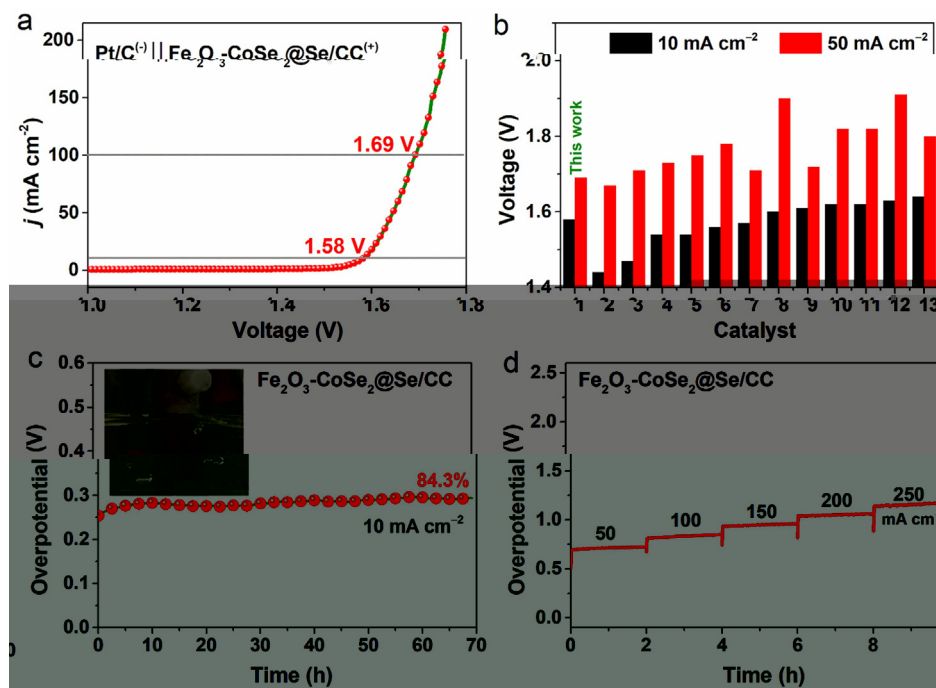 a
Pt/C(-)||Fe₂O₃-CoSe₂@Se/CC(+)
200
150
100
50
0
j (mA cm⁻²)
1.69 V
1.58 V
1.0 1.2 1.4 1.6 1.8
Voltage (V)
b
10 mA cm⁻² 50 mA cm⁻²
2.0
1.8
1.6
1.4
Voltage (V)
This work
1 2 3 4 5 6 7 8 9 10 11 12 13
Catalyst
c
Fe₂O₃-CoSe₂@Se/CC
0.6
0.5
0.4
0.3
0.2
0.1
0.0
Overpotential (V)
84.3%
10 mA cm⁻²
0 10 20 30 40 50 60 70
Time (h)
d
Fe₂O₃-CoSe₂@Se/CC
2.5
2.0
1.5
1.0
0.5
0.0
Overpotential (V)
50 100 150 200 250
mA cm
0 2 4 6 8
Time (h)
0